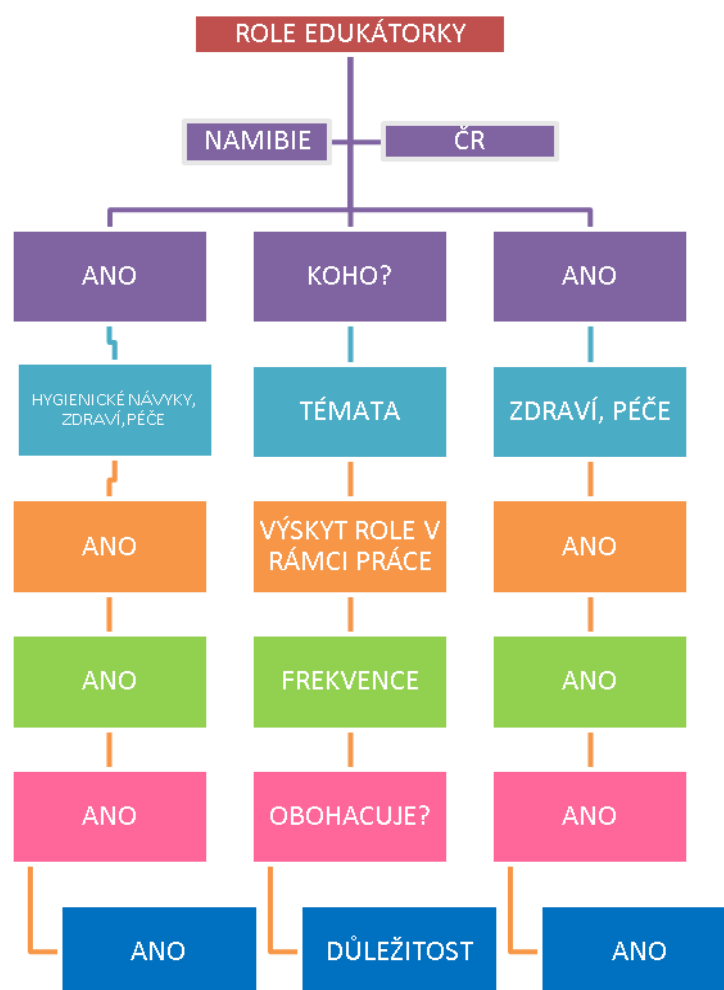 ROLE EDUKÁTORKY
NAMIBIE
ČR
ANO
KOHO?
ANO
HYGIENICKÉ NÁVYKY,
ZDRAVÍ, PÉČE
TÉMATA
ZDRAVÍ, PÉČE
ANO
VÝSKYT ROLE V
RÁMCI PRÁCE
ANO
ANO
FREKVENCE
ANO
ANO
OBOHACUJE?
ANO
ANO
DŮLEŽITOST
ANO